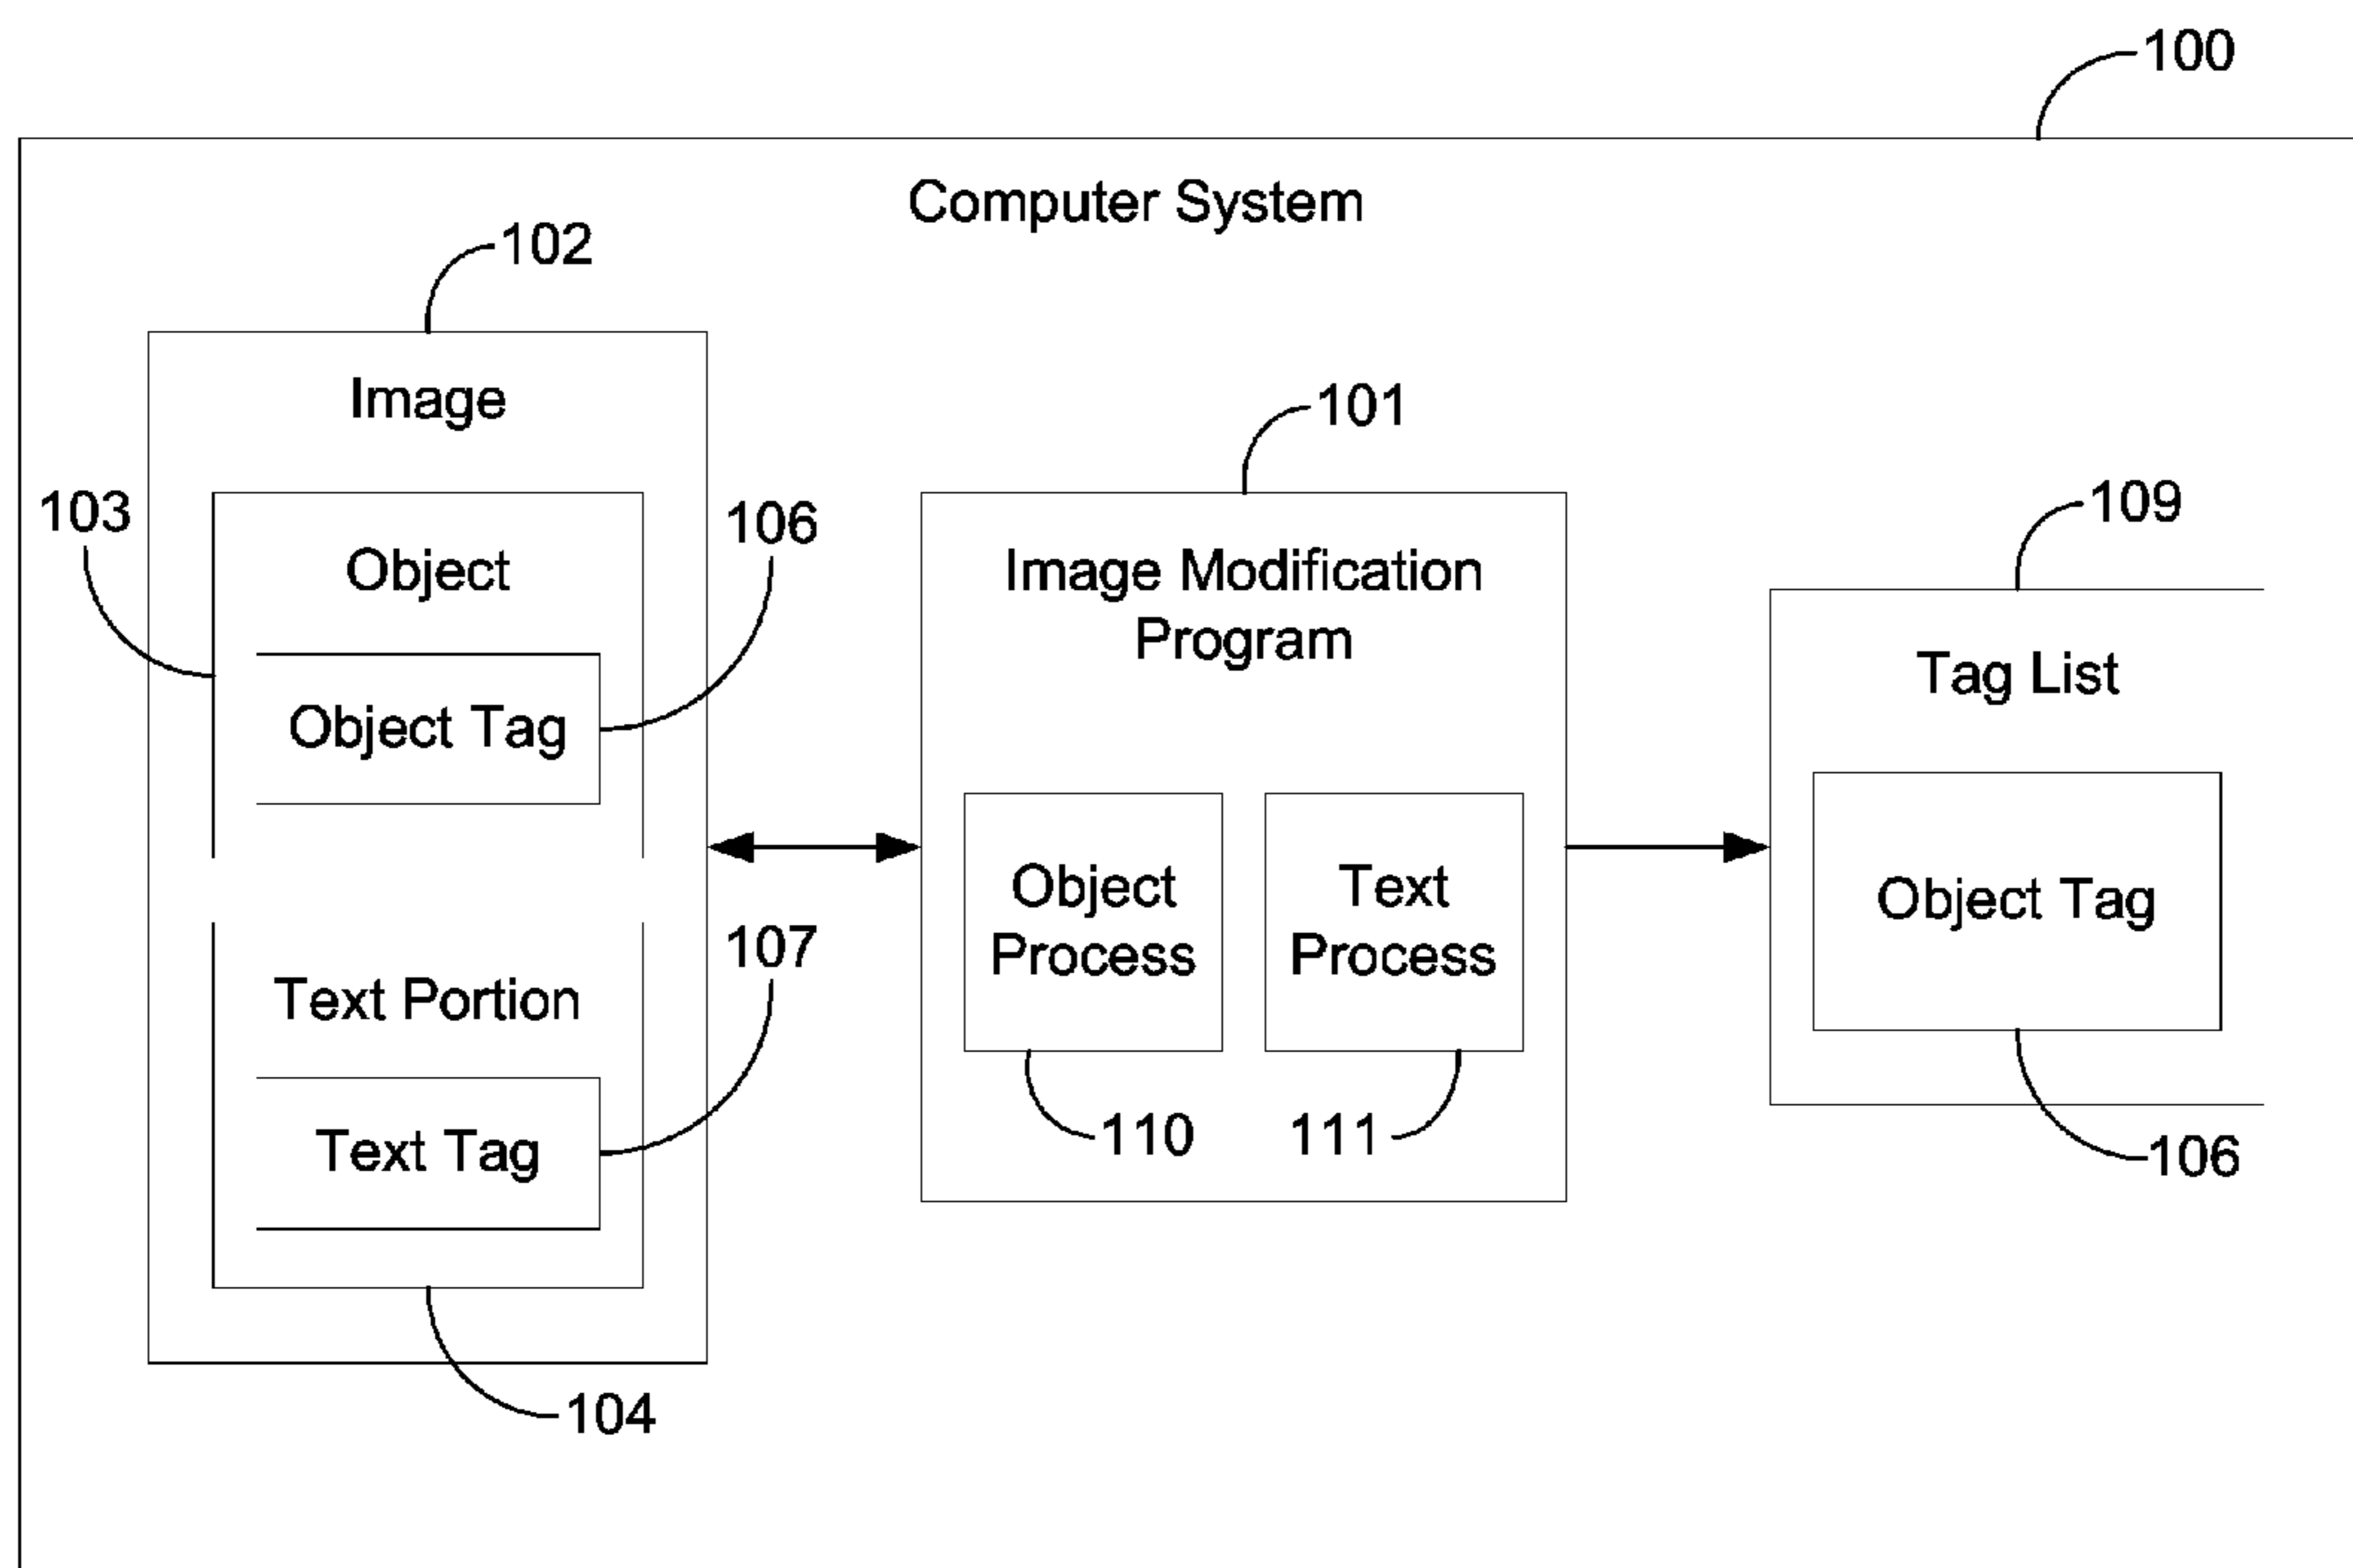 100
Computer System
102
Image
103
Object
106
Object Tag
Text Portion
107
Text Tag
104
101
Image Modification
Program
Object
Process
Text
Process
110
111
109
Tag List
Object Tag
106